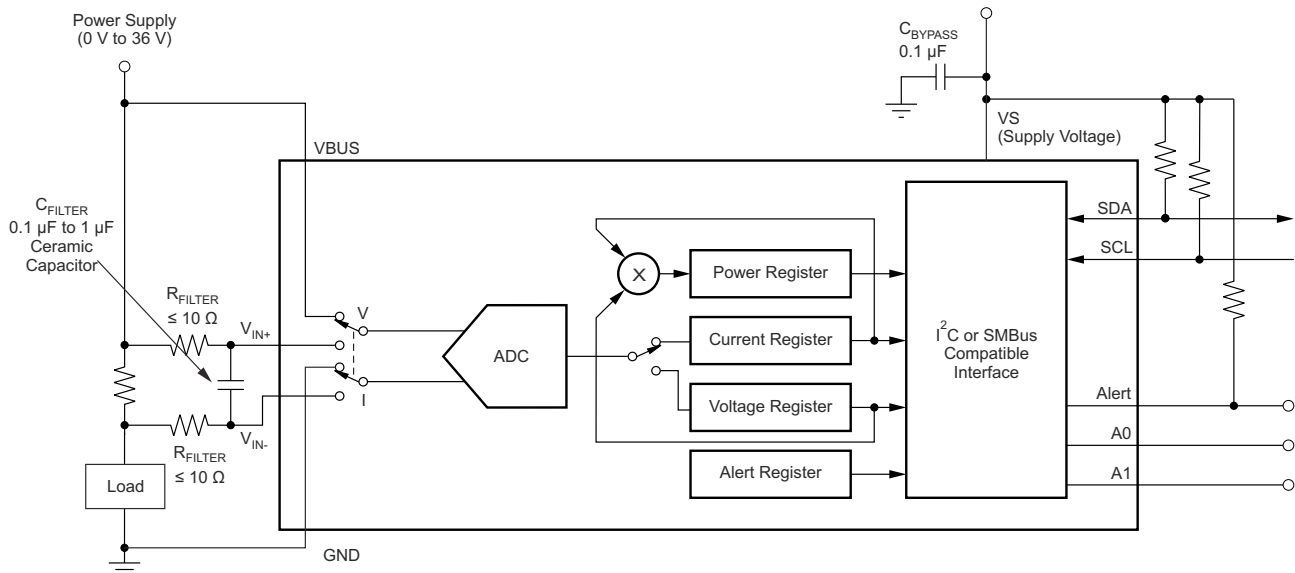 Power Supply
(0 V to 36 V)
C_BYPASS
0.1 µF
VS
(Supply Voltage)
VBUS
C_FILTER
0.1 µF to 1 µF
Ceramic
Capacitor
R_FILTER
≤ 10 Ω
V_IN+
V
I
V_IN-
R_FILTER
≤ 10 Ω
Load
GND
ADC
X
Power Register
Current Register
Voltage Register
Alert Register
I²C or SMBus
Compatible
Interface
SDA
SCL
Alert
A0
A1